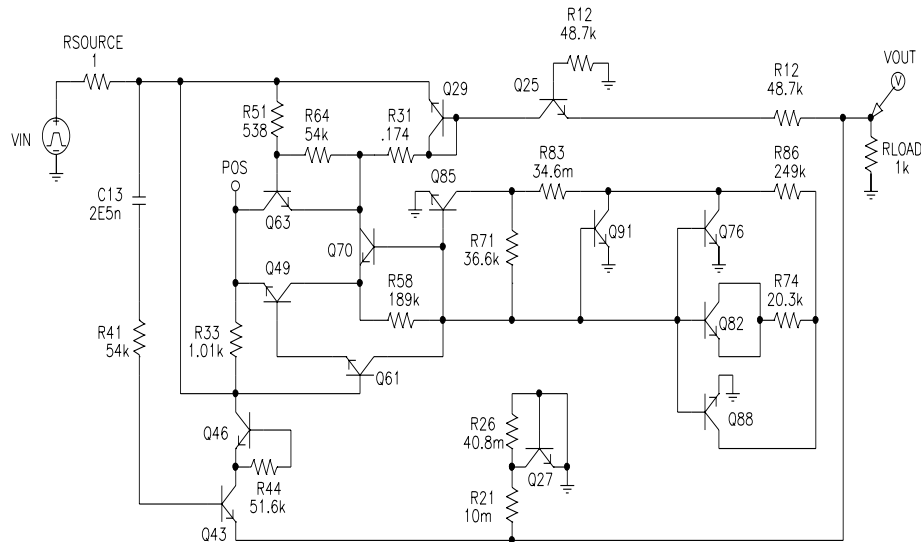 R12
48.7k
RSOURCE
1
Q29
Q25
VOUT
V
R12
48.7k
R51
538
R64
54k
R31
.174
VIN
RLOAD
1k
POS
Q85
R83
34.6m
R86
249k
C13
2E5n
Q63
Q91
Q76
R71
36.6k
Q70
Q49
R58
189k
R74
20.3k
R41
54k
R33
1.01k
Q82
Q61
Q88
Q46
R26
40.8m
R44
51.6k
Q27
R21
10m
Q43